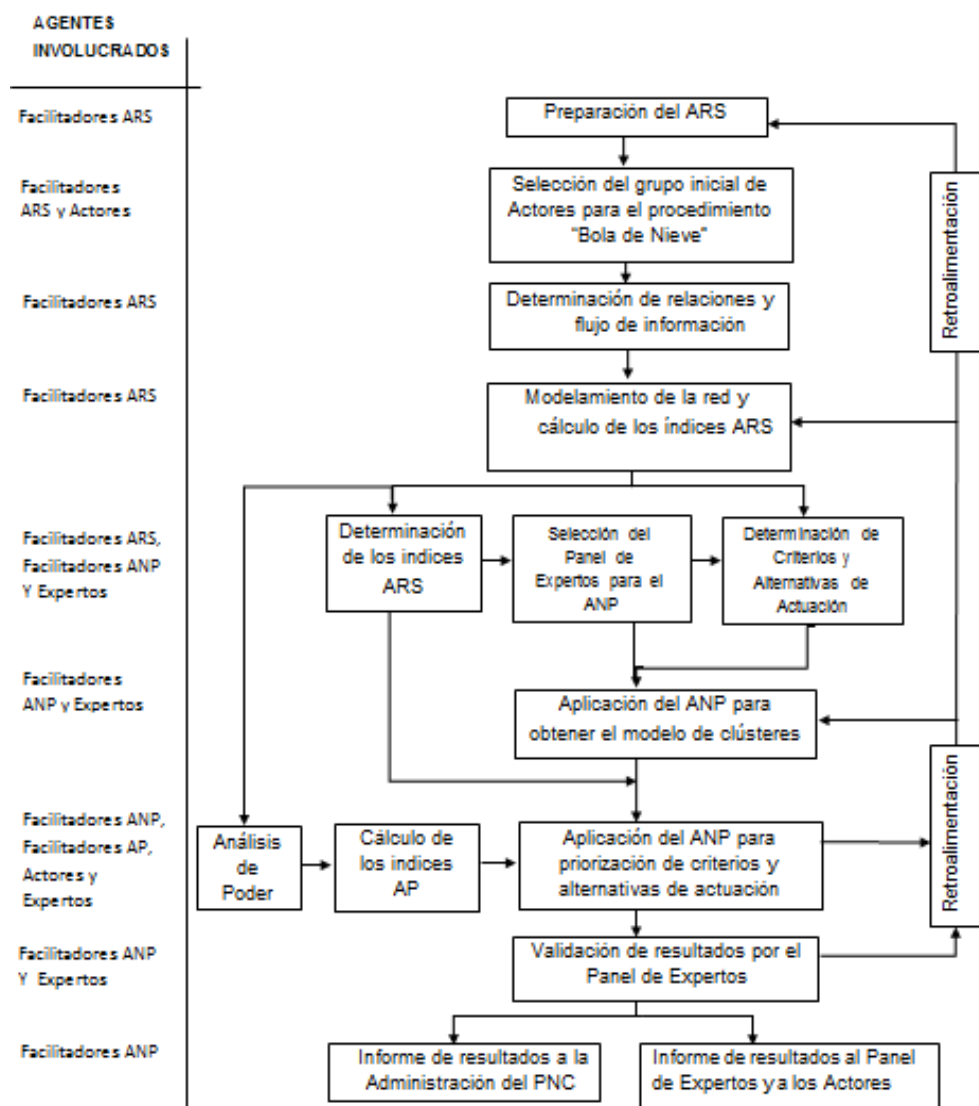 AGENTES
INVOLUCRADOS
Facilitadores ARS
Preparación del ARS
Facilitadores
ARS y Actores
Selección del grupo inicial de
Actores para el procedimiento
"Bola de Nieve"
Retroalimentación
Facilitadores ARS
Determinación de relaciones y
flujo de información
Facilitadores ARS
Modelamiento de la red y
cálculo de los índices ARS
Facilitadores ARS,
Facilitadores ANP
Y Expertos
Determinación
de los indices
ARS
Selección del
Panel de
Expertos para el
ANP
Determinación de
Criterios y
Alternativas de
Actuación
Facilitadores
ANP y Expertos
Aplicación del ANP para
obtener el modelo de clústeres
Retroalimentación
Facilitadores ANP,
Facilitadores AP,
Actores y
Expertos
Análisis
de
Poder
Cálculo de
los indices
AP
Aplicación del ANP para
priorización de criterios y
alternativas de actuación
Facilitadores ANP
Y Expertos
Validación de resultados por el
Panel de Expertos
Facilitadores ANP
Informe de resultados a la
Administración del PNC
Informe de resultados al Panel
de Expertos y a los Actores